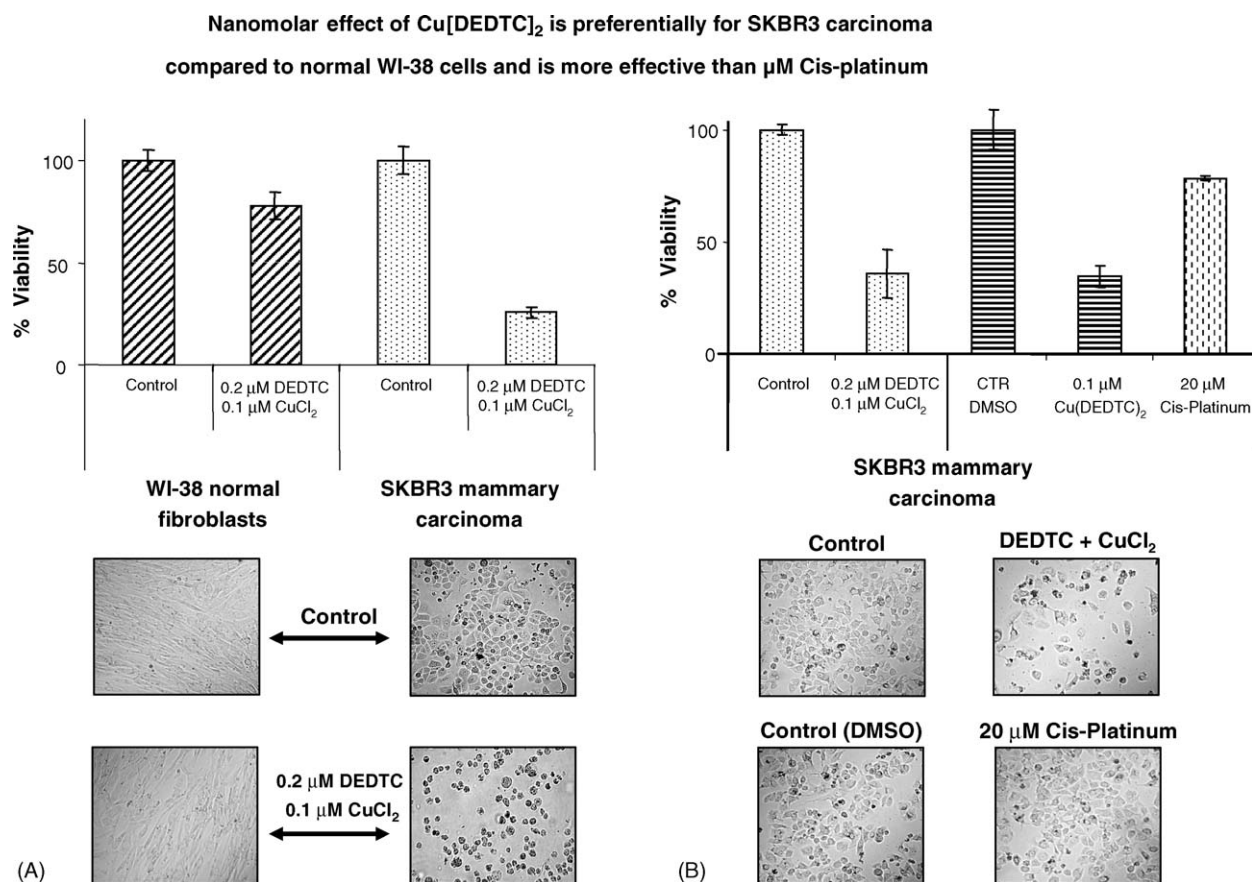 Nanomolar effect of Cu[DEDTC]₂ is preferentially for SKBR3 carcinoma
compared to normal WI-38 cells and is more effective than µM Cis-platinum
% Viability
100
50
0
Control
0.2 µM DEDTC
0.1 µM CuCl₂
Control
0.2 µM DEDTC
0.1 µM CuCl₂
WI-38 normal
fibroblasts
SKBR3 mammary
carcinoma
Control
0.2 µM DEDTC
0.1 µM CuCl₂
(A)
% Viability
100
50
0
Control
0.2 µM DEDTC
0.1 µM CuCl₂
CTR
DMSO
0.1 µM
Cu(DEDTC)₂
20 µM
Cis-Platinum
SKBR3 mammary
carcinoma
Control
DEDTC + CuCl₂
Control (DMSO)
20 µM Cis-Platinum
(B)